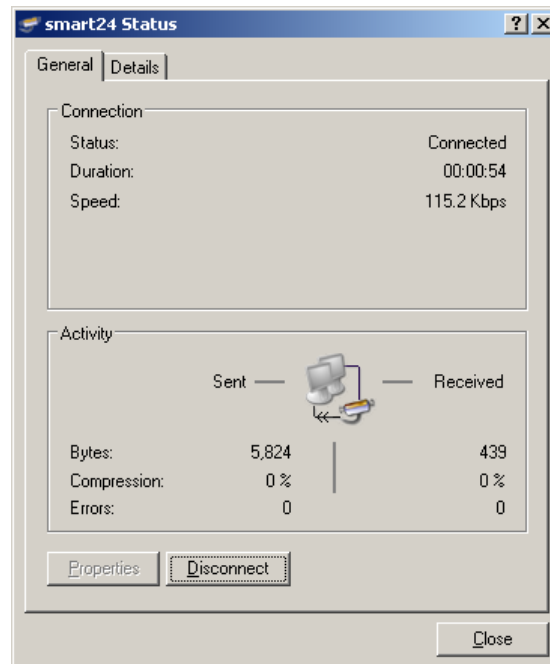 smart24 Status
General Details
Connection
Status: Connected
Duration: 00:00:54
Speed: 115.2 Kbps
Activity
Sent — — Received
Bytes: 5,824 439
Compression: 0 % 0 %
Errors: 0 0
Properties Disconnect
Close